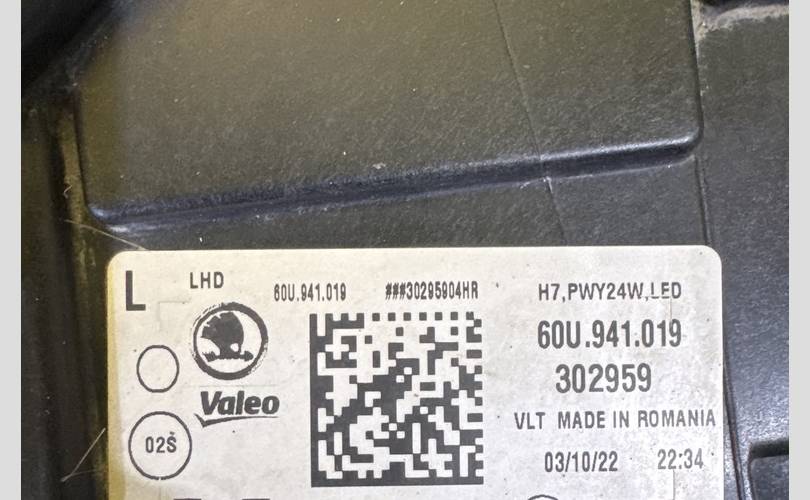 L
LHD
60U.941.019 ###30295904HR
H7,PWY24W,LED
60U.941.019
302959
Valeo
VLT MADE IN ROMANIA
02Š
03/10/22 22:34